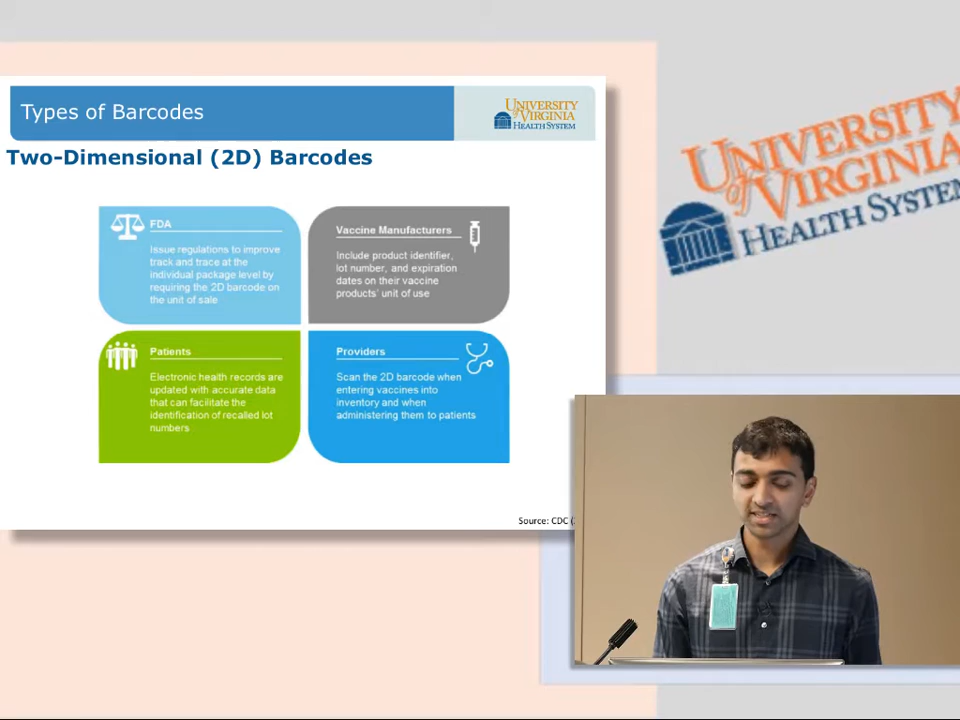 Types of Barcodes
UNIVERSITY
of VIRGINIA
HEALTH SYSTEM
Two-Dimensional (2D) Barcodes
FDA
Issue regulations to improve
track and trace at the
individual package level by
requiring the 2D barcode on
the unit of sale
Vaccine Manufacturers
Include product identifier,
lot number, and expiration
dates on their vaccine
products' unit of use
Patients
Electronic health records are
updated with accurate data
that can facilitate the
identification of recalled lot
numbers
Providers
Scan the 2D barcode when
entering vaccines into
inventory and when
administering them to patients
Source: CDC
UNIVERSITY
of VIRGINIA
HEALTH SYSTEM